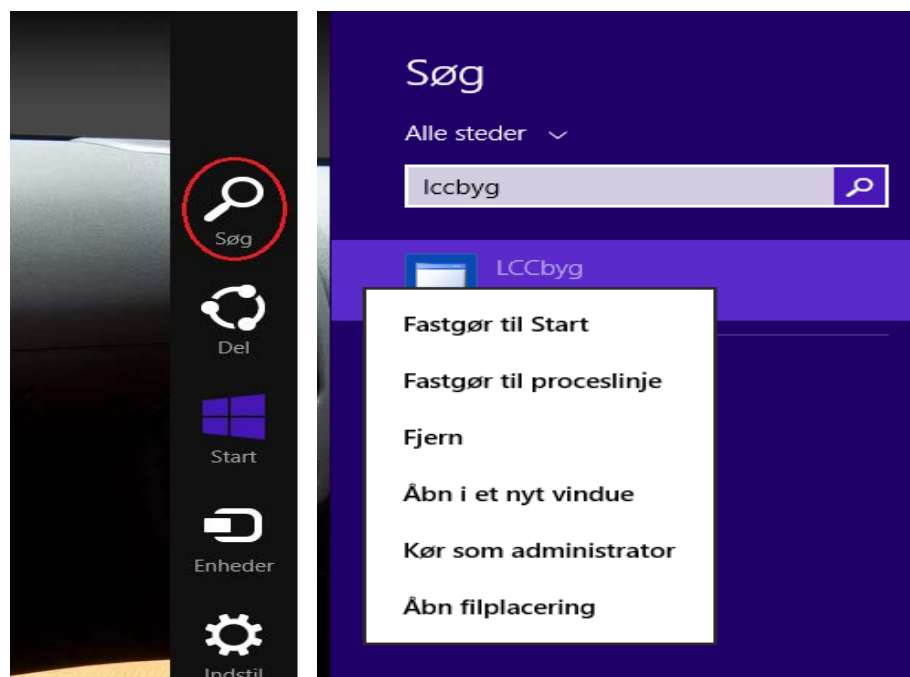 Søg
Del
Start
Enheder
Indstil
Søg
Alle steder
lccbyg
LCCbyg
Fastgør til Start
Fastgør til proceslinje
Fjern
Åbn i et nyt vindue
Kør som administrator
Åbn filplacering